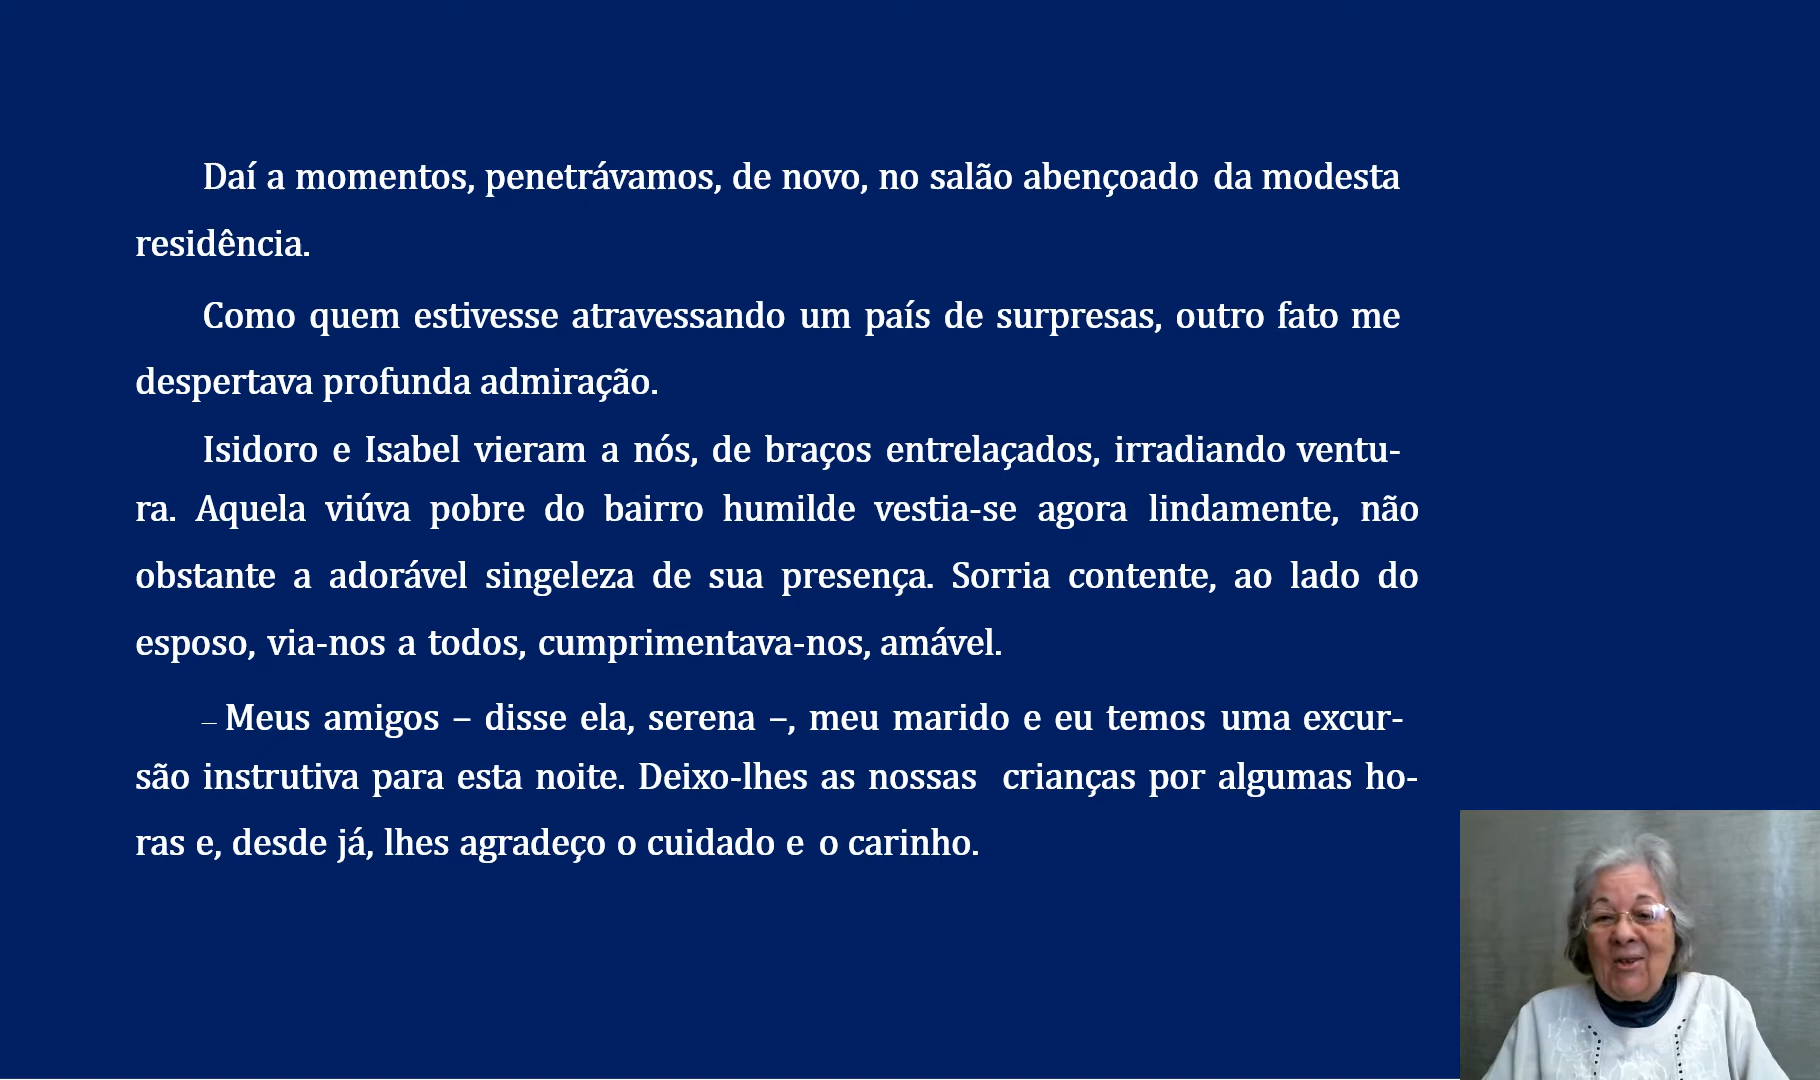 Daí a momentos, penetrávamos, de novo, no salão abençoado da modesta
residência.
Como quem estivesse atravessando um país de surpresas, outro fato me
despertava profunda admiração.
Isidoro e Isabel vieram a nós, de braços entrelaçados, irradiando ventu-
ra. Aquela viúva pobre do bairro humilde vestia-se agora lindamente, não
obstante a adorável singeleza de sua presença. Sorria contente, ao lado do
esposo, via-nos a todos, cumprimentava-nos, amável.
– Meus amigos – disse ela, serena –, meu marido e eu temos uma excur-
são instrutiva para esta noite. Deixo-lhes as nossas crianças por algumas ho-
ras e, desde já, lhes agradeço o cuidado e o carinho.